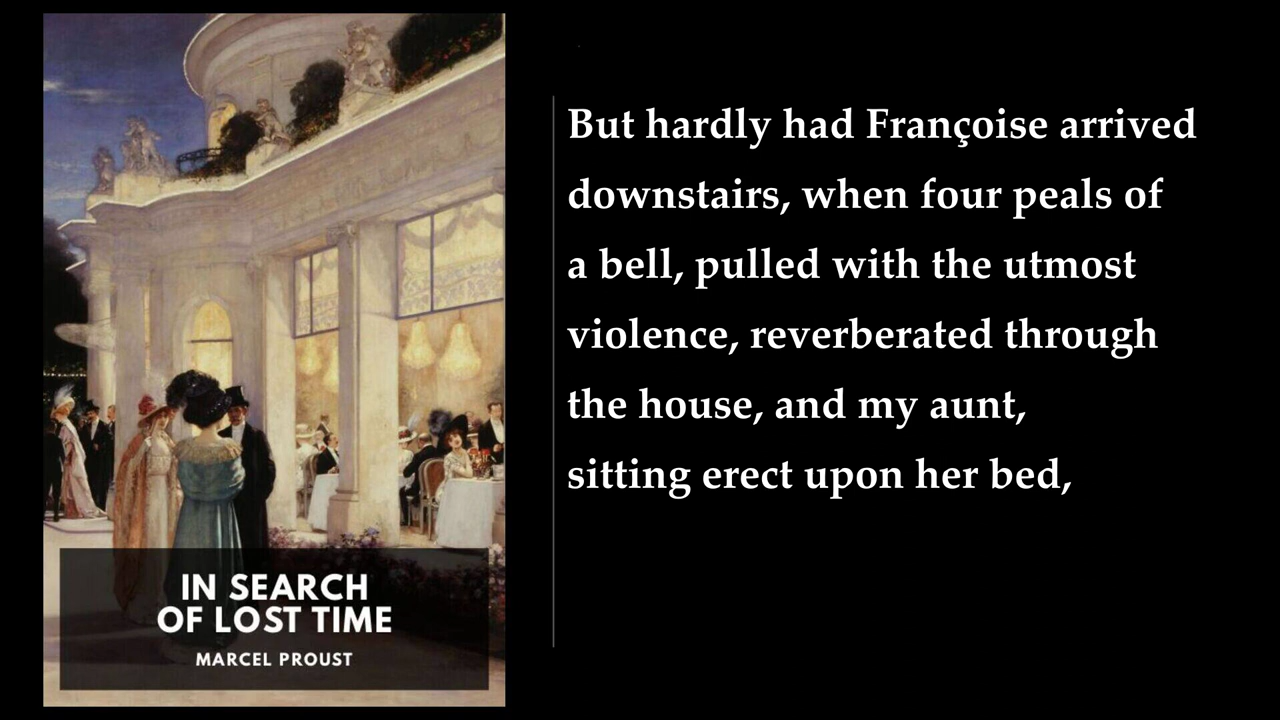 IN SEARCH
OF LOST TIME
MARCEL PROUST
But hardly had Françoise arrived
downstairs, when four peals of
a bell, pulled with the utmost
violence, reverberated through
the house, and my aunt,
sitting erect upon her bed,